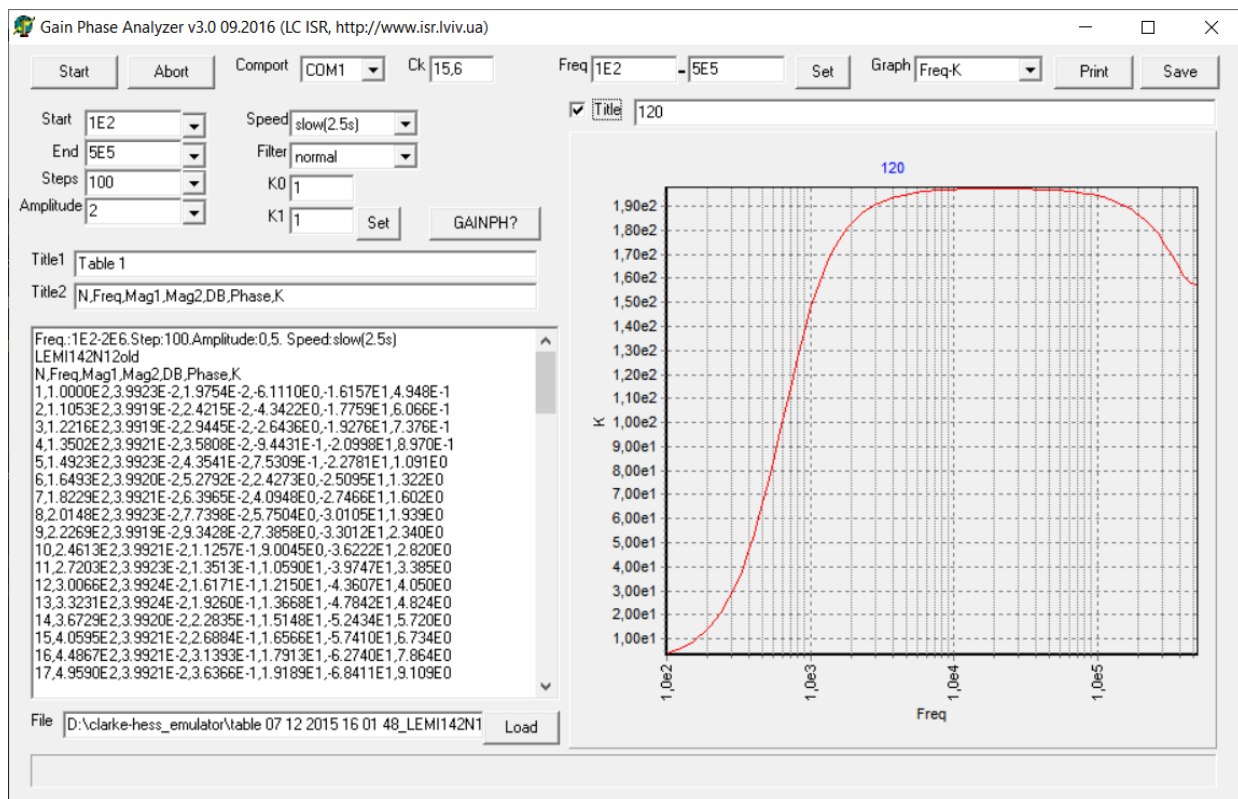 Gain Phase Analyzer v3.0 09.2016 (LC ISR, http://www.isr.lviv.ua)
Start Abort Comport COM1 Ck 15,6 Freq 1E2 - 5E5 Set Graph Freq-K Print Save
Title 120
Start 1E2 Speed slow(2.5s)
End 5E5 Filter normal
Steps 100 K0 1
Amplitude 2 K1 1 Set GAINPH?
Title1 Table 1
Title2 N,Freq,Mag1,Mag2,DB,Phase,K
Freq.:1E2-2E6.Step:100.Amplitude:0,5. Speed:slow(2.5s)
LEMI142N12old
N,Freq,Mag1,Mag2,DB,Phase,K
1,1.0000E2,3.9923E-2,1.9754E-2,-6.1110E0,-1.6157E1,4.948E-1
2,1.1053E2,3.9919E-2,2.4215E-2,-4.3422E0,-1.7759E1,6.066E-1
3,1.2216E2,3.9919E-2,2.9445E-2,-2.6436E0,-1.9276E1,7.376E-1
4,1.3502E2,3.9921E-2,3.5808E-2,-9.4431E-1,-2.0998E1,8.970E-1
5,1.4923E2,3.9923E-2,4.3541E-2,7.5309E-1,-2.2781E1,1.091E0
6,1.6493E2,3.9920E-2,5.2792E-2,2.4273E0,-2.5095E1,1.322E0
7,1.8229E2,3.9921E-2,6.3965E-2,4.0948E0,-2.7466E1,1.602E0
8,2.0148E2,3.9923E-2,7.7398E-2,5.7504E0,-3.0105E1,1.939E0
9,2.2269E2,3.9919E-2,9.3428E-2,7.3858E0,-3.3012E1,2.340E0
10,2.4613E2,3.9921E-2,1.1257E-1,9.0045E0,-3.6222E1,2.820E0
11,2.7203E2,3.9923E-2,1.3513E-1,1.0590E1,-3.9747E1,3.385E0
12,3.0066E2,3.9924E-2,1.6171E-1,1.2150E1,-4.3607E1,4.050E0
13,3.3231E2,3.9924E-2,1.9260E-1,1.3668E1,-4.7842E1,4.824E0
14,3.6729E2,3.9920E-2,2.2835E-1,1.5148E1,-5.2434E1,5.720E0
15,4.0595E2,3.9921E-2,2.6884E-1,1.6566E1,-5.7410E1,6.734E0
16,4.4867E2,3.9921E-2,3.1393E-1,1.7913E1,-6.2740E1,7.864E0
17,4.9590E2,3.9921E-2,3.6366E-1,1.9189E1,-6.8411E1,9.109E0
File D:\clarke-hess_emulator\table 07 12 2015 16 01 48_LEMI142N1 Load
120
1,90e2
1,80e2
1,70e2
1,60e2
1,50e2
1,40e2
1,30e2
1,20e2
1,10e2
1,00e2
9,00e1
8,00e1
7,00e1
6,00e1
5,00e1
4,00e1
3,00e1
2,00e1
1,00e1
K
1,0e2 1,0e3 1,0e4 1,0e5
Freq